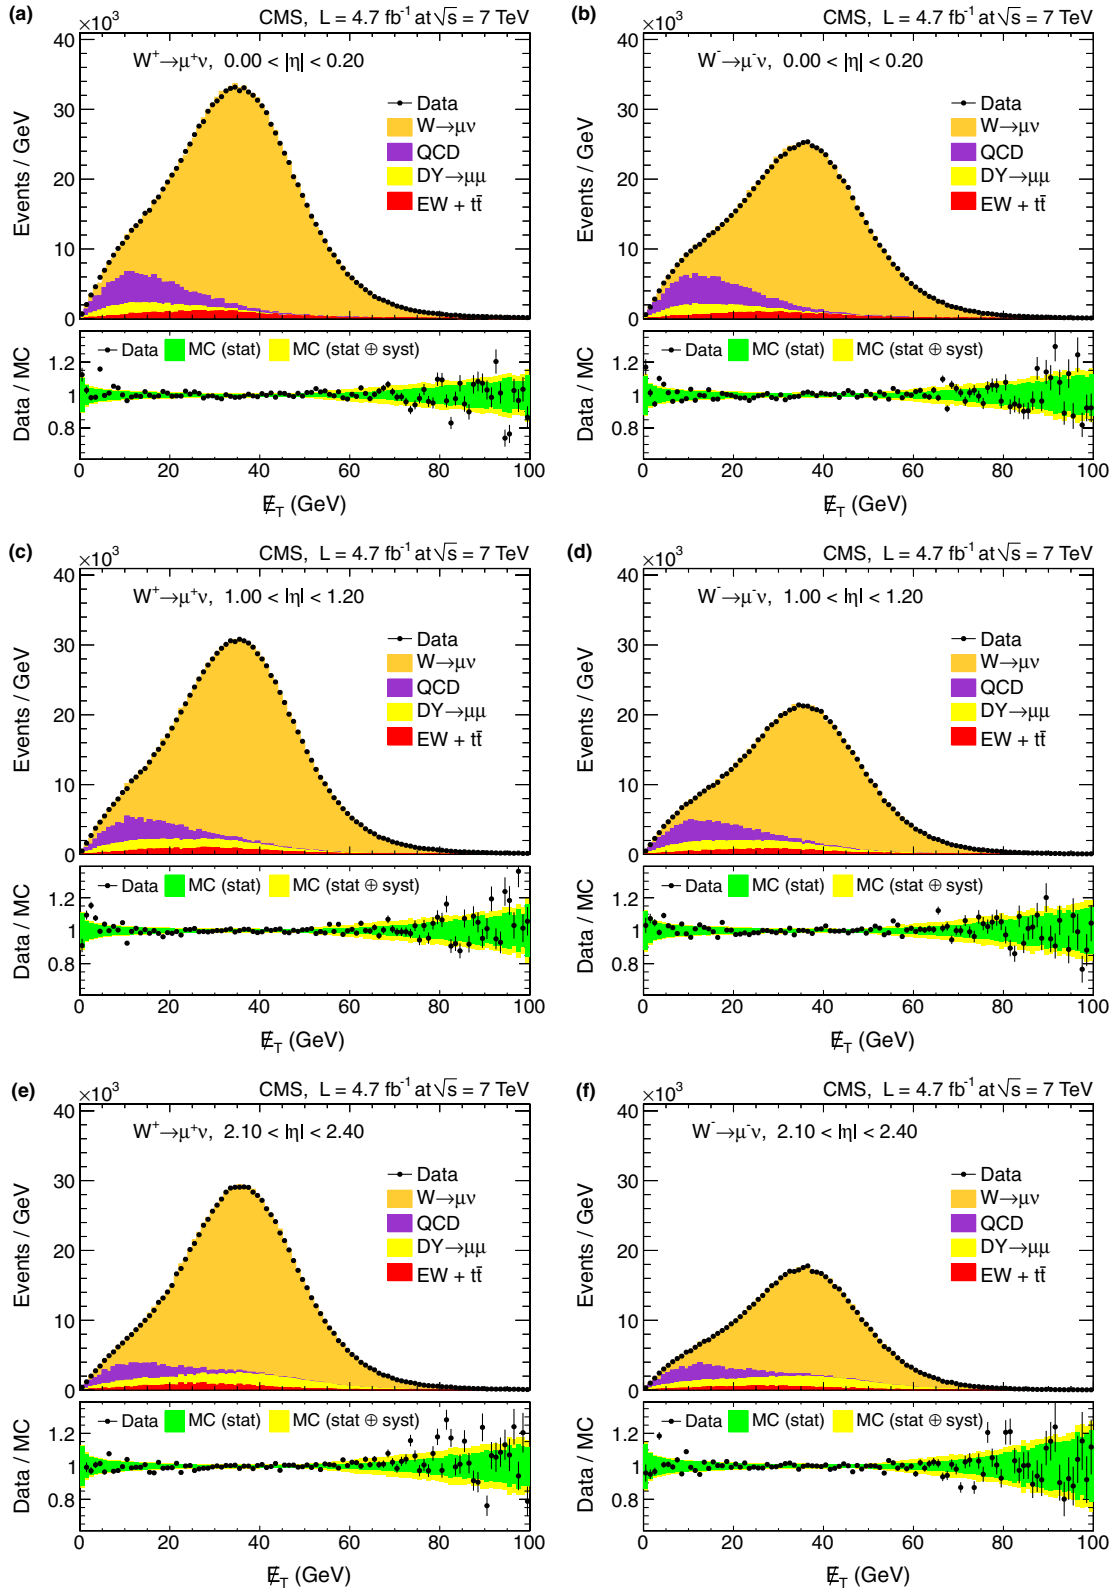 (a)
CMS, L = 4.7 fb⁻¹ at √s = 7 TeV
×10³
W⁺→μ⁺ν, 0.00 < |η| < 0.20
Events / GeV
40
30
20
10
0
Data
W→μν
QCD
DY→μμ
EW + tt̄
Data / MC
1.2
1
0.8
Data MC (stat) MC (stat ⊕ syst)
0 20 40 60 80 100
E̸_T (GeV)
(b)
CMS, L = 4.7 fb⁻¹ at √s = 7 TeV
×10³
W⁻→μ⁻ν, 0.00 < |η| < 0.20
Events / GeV
40
30
20
10
0
Data
W→μν
QCD
DY→μμ
EW + tt̄
Data / MC
1.2
1
0.8
Data MC (stat) MC (stat ⊕ syst)
0 20 40 60 80 100
E̸_T (GeV)
(c)
CMS, L = 4.7 fb⁻¹ at √s = 7 TeV
×10³
W⁺→μ⁺ν, 1.00 < |η| < 1.20
Events / GeV
40
30
20
10
0
Data
W→μν
QCD
DY→μμ
EW + tt̄
Data / MC
1.2
1
0.8
Data MC (stat) MC (stat ⊕ syst)
0 20 40 60 80 100
E̸_T (GeV)
(d)
CMS, L = 4.7 fb⁻¹ at √s = 7 TeV
×10³
W⁻→μ⁻ν, 1.00 < |η| < 1.20
Events / GeV
40
30
20
10
0
Data
W→μν
QCD
DY→μμ
EW + tt̄
Data / MC
1.2
1
0.8
Data MC (stat) MC (stat ⊕ syst)
0 20 40 60 80 100
E̸_T (GeV)
(e)
CMS, L = 4.7 fb⁻¹ at √s = 7 TeV
×10³
W⁺→μ⁺ν, 2.10 < |η| < 2.40
Events / GeV
40
30
20
10
0
Data
W→μν
QCD
DY→μμ
EW + tt̄
Data / MC
1.2
1
0.8
Data MC (stat) MC (stat ⊕ syst)
0 20 40 60 80 100
E̸_T (GeV)
(f)
CMS, L = 4.7 fb⁻¹ at √s = 7 TeV
×10³
W⁻→μ⁻ν, 2.10 < |η| < 2.40
Events / GeV
40
30
20
10
0
Data
W→μν
QCD
DY→μμ
EW + tt̄
Data / MC
1.2
1
0.8
Data MC (stat) MC (stat ⊕ syst)
0 20 40 60 80 100
E̸_T (GeV)